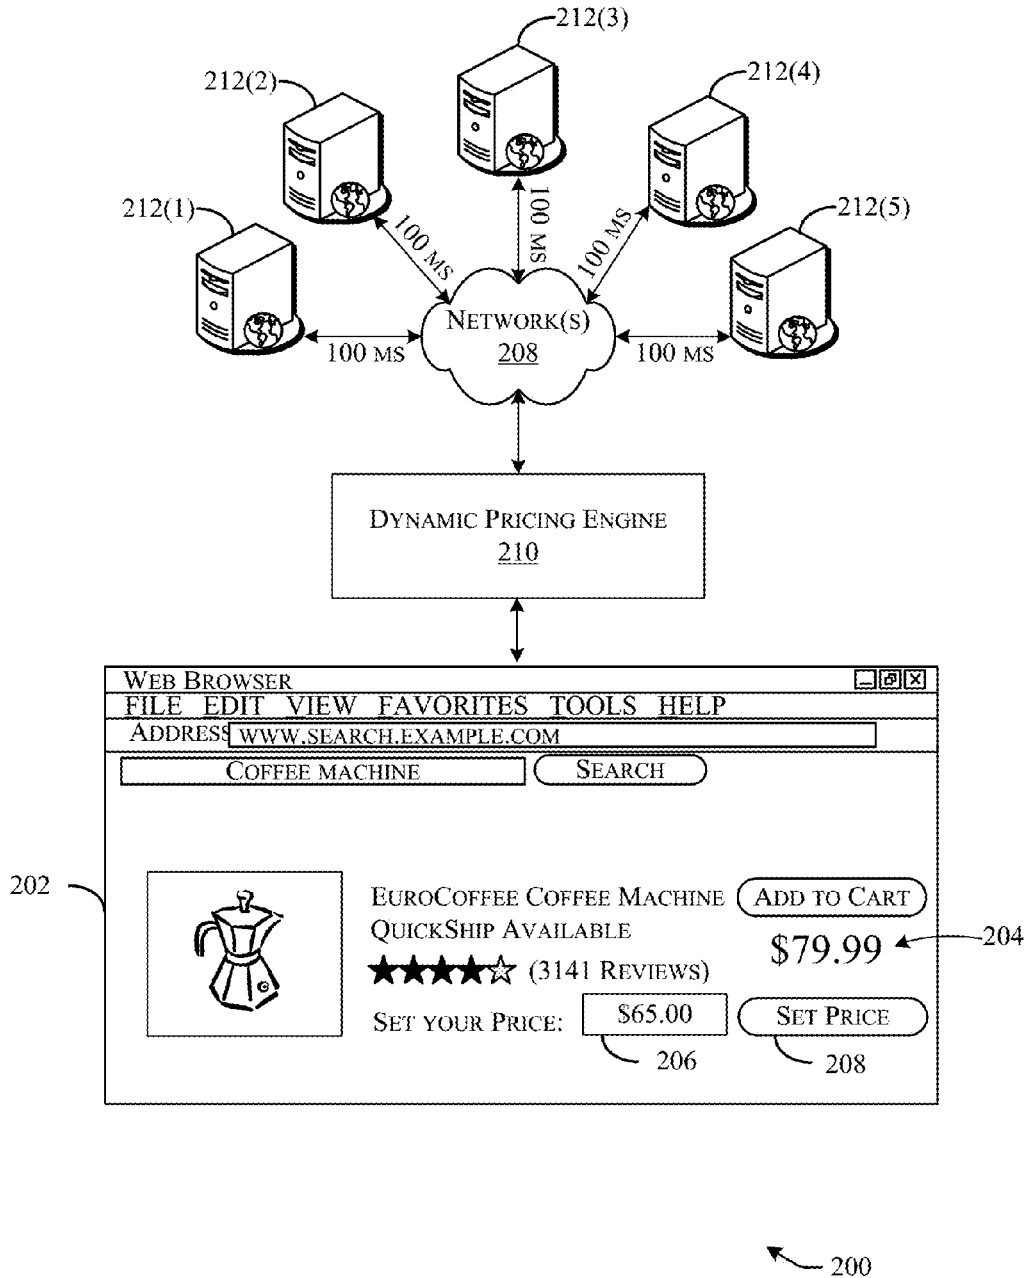 212(3)
212(2)
212(4)
212(1)
212(5)
100 MS
100 MS
100 MS
100 MS
100 MS
NETWORK(S)
208
DYNAMIC PRICING ENGINE
210
WEB BROWSER
FILE EDIT VIEW FAVORITES TOOLS HELP
ADDRESS WWW.SEARCH.EXAMPLE.COM
COFFEE MACHINE SEARCH
202
EUROCOFFEE COFFEE MACHINE ADD TO CART
QUICKSHIP AVAILABLE
$79.99 204
(3141 REVIEWS)
SET YOUR PRICE: $65.00 SET PRICE
206 208
200